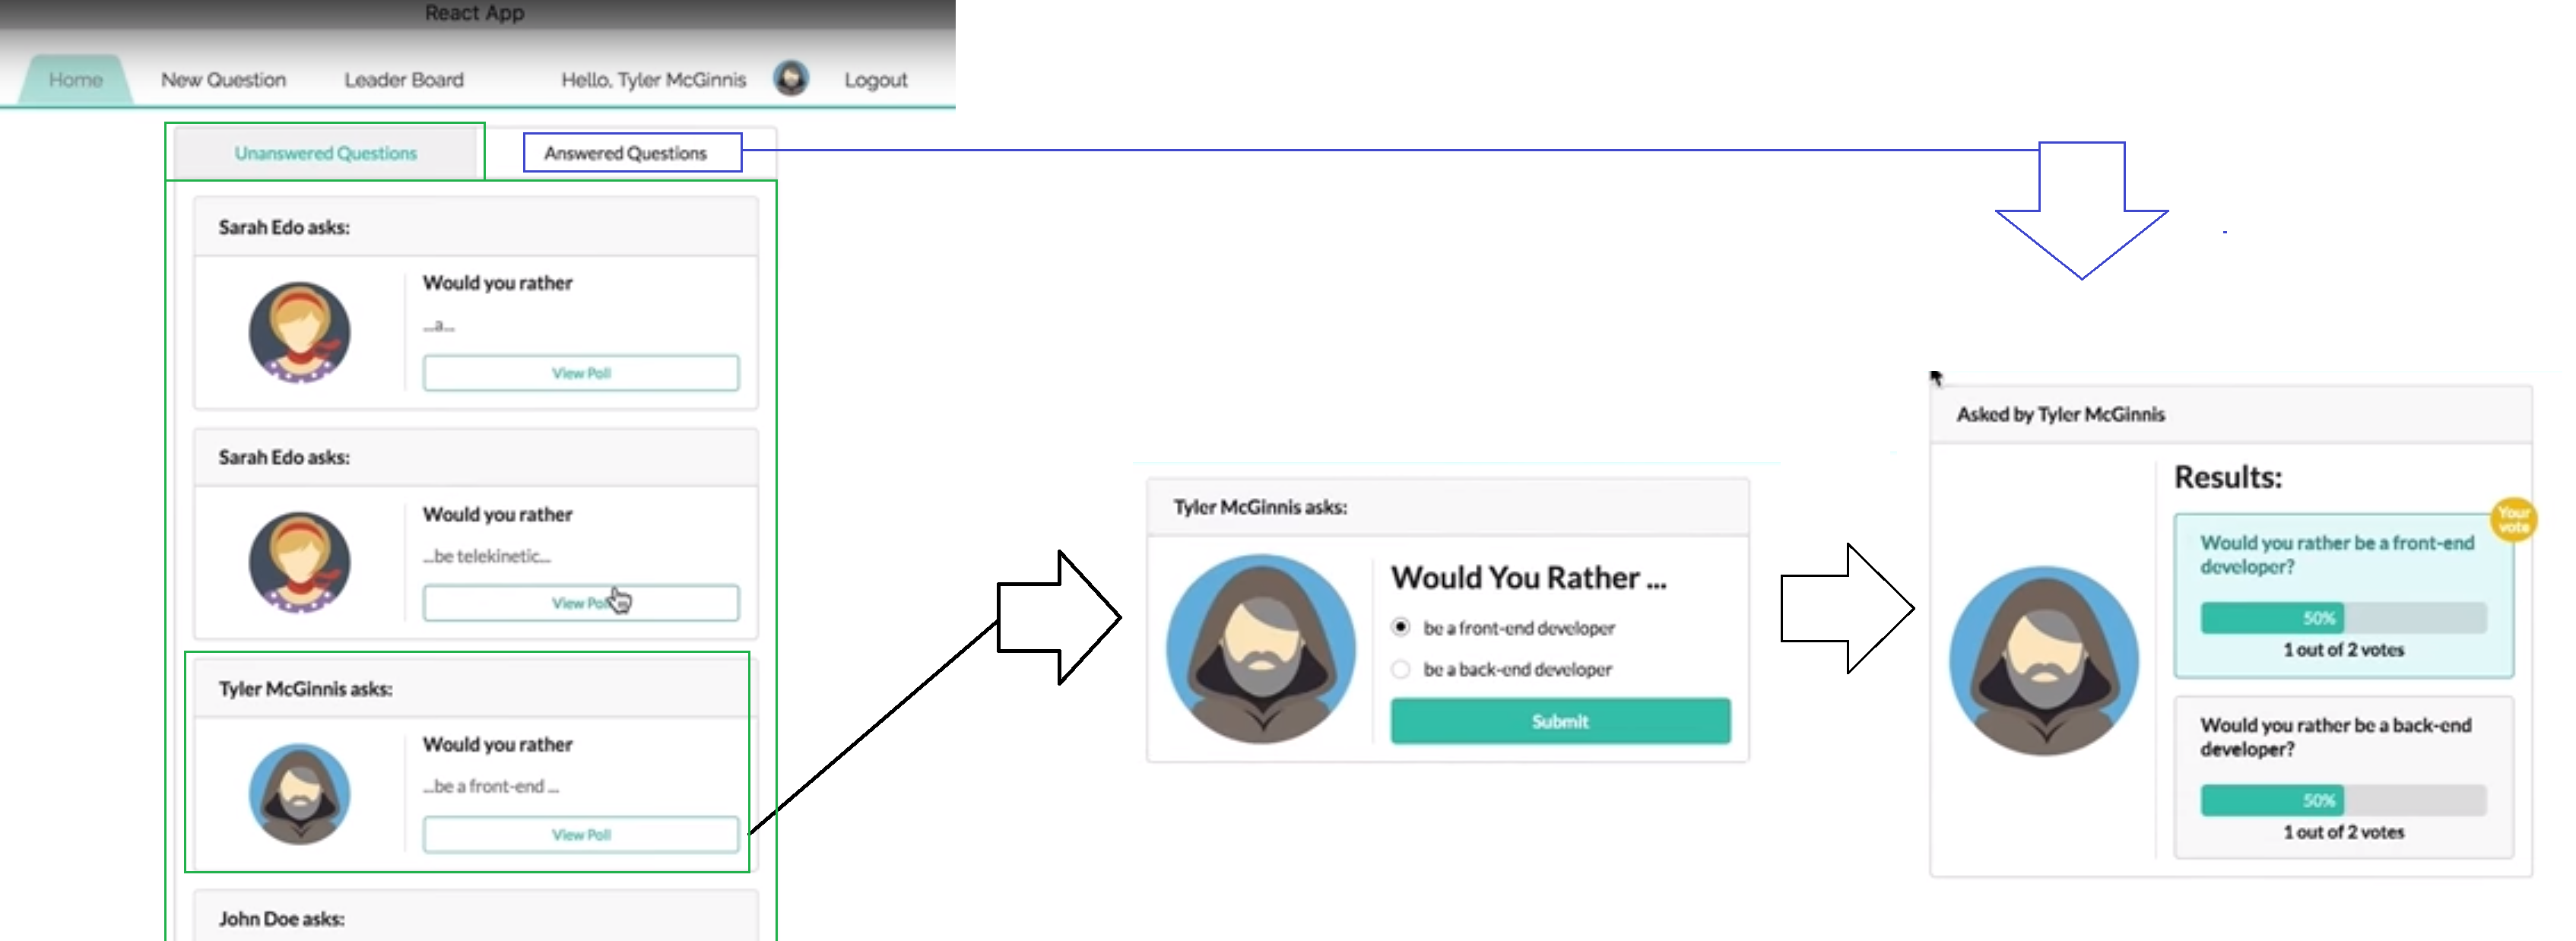 React App
Home New Question Leader Board Hello, Tyler McGinnis Logout
Unanswered Questions Answered Questions
Sarah Edo asks:
Would you rather
...a...
View Poll
Sarah Edo asks:
Would you rather
...be telekinetic...
View Poll
Tyler McGinnis asks:
Would you rather
...be a front-end ...
View Poll
John Doe asks:
Tyler McGinnis asks:
Would You Rather ...
be a front-end developer
be a back-end developer
Submit
Asked by Tyler McGinnis
Results:
Your
vote
Would you rather be a front-end
developer?
50%
1 out of 2 votes
Would you rather be a back-end
developer?
50%
1 out of 2 votes